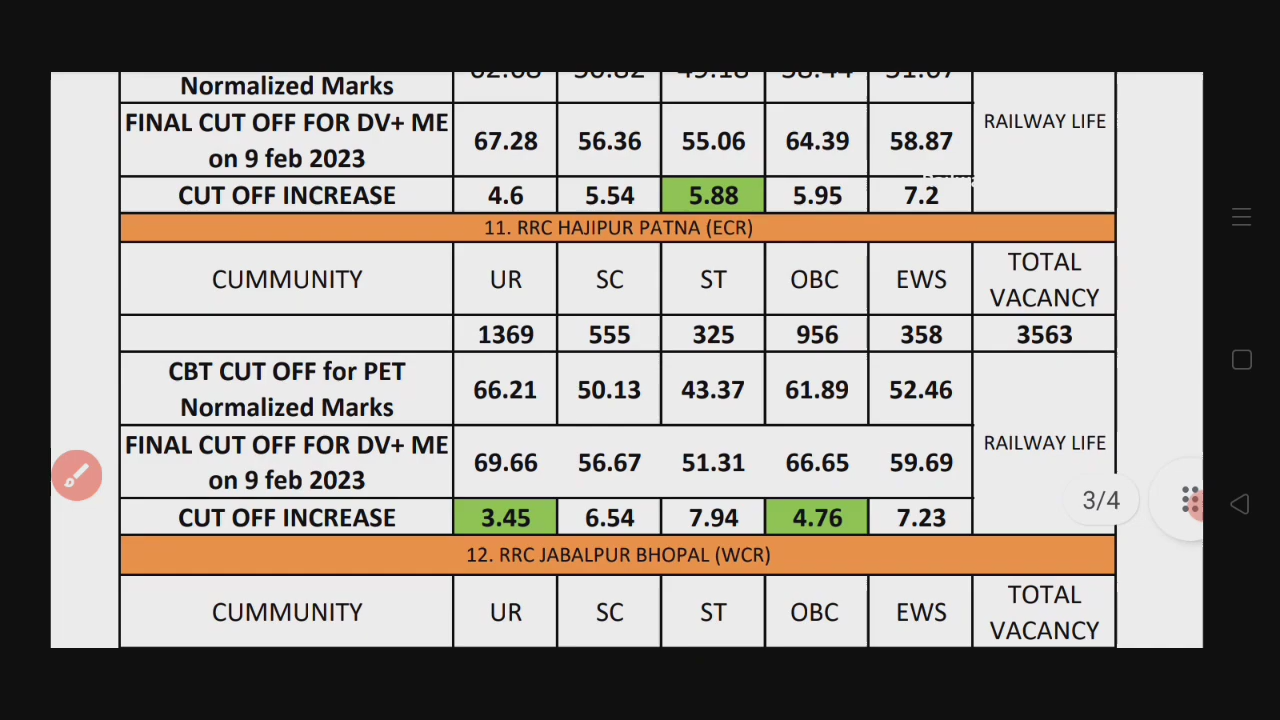 Normalized Marks
RAILWAY LIFE
FINAL CUT OFF FOR DV+ ME
on 9 feb 2023
67.28 56.36 55.06 64.39 58.87
CUT OFF INCREASE 4.6 5.54 5.88 5.95 7.2
11. RRC HAJIPUR PATNA (ECR)
CUMMUNITY UR SC ST OBC EWS TOTAL
VACANCY
1369 555 325 956 358 3563
CBT CUT OFF for PET
Normalized Marks
66.21 50.13 43.37 61.89 52.46
RAILWAY LIFE
FINAL CUT OFF FOR DV+ ME
on 9 feb 2023
69.66 56.67 51.31 66.65 59.69
3/4
CUT OFF INCREASE 3.45 6.54 7.94 4.76 7.23
12. RRC JABALPUR BHOPAL (WCR)
CUMMUNITY UR SC ST OBC EWS TOTAL
VACANCY